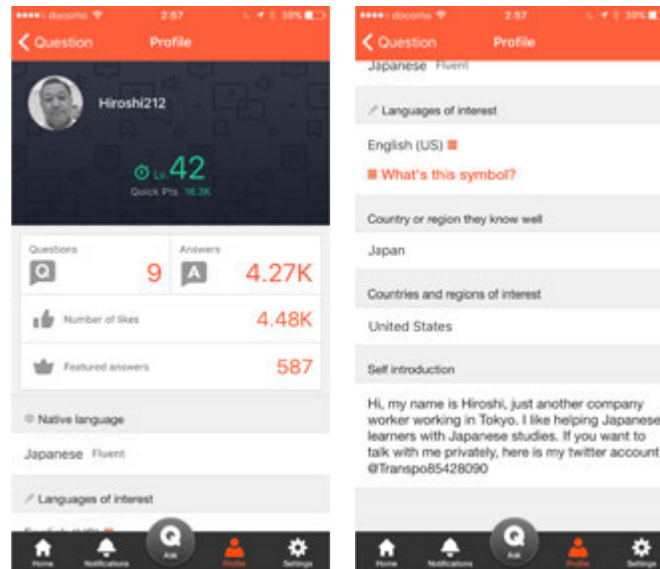 docomo 2:57 39%
Question Profile
Hiroshi212
Lv. 42
Quick Pts 16.3K
Questions Answers
Q 9 A 4.27K
Number of likes 4.48K
Featured answers 587
Native language
Japanese Fluent
Languages of interest
English (US)
Q
Ask
Home Notifications Profile Settings
docomo 2:57 39%
Question Profile
Japanese Fluent
Languages of interest
English (US)
What's this symbol?
Country or region they know well
Japan
Countries and regions of interest
United States
Self introduction
Hi, my name is Hiroshi, just another company
worker working in Tokyo. I like helping Japanese
learners with Japanese studies. If you want to
talk with me privately, here is my twitter account
@Transpo85428090
Q
Ask
Home Notifications Profile Settings